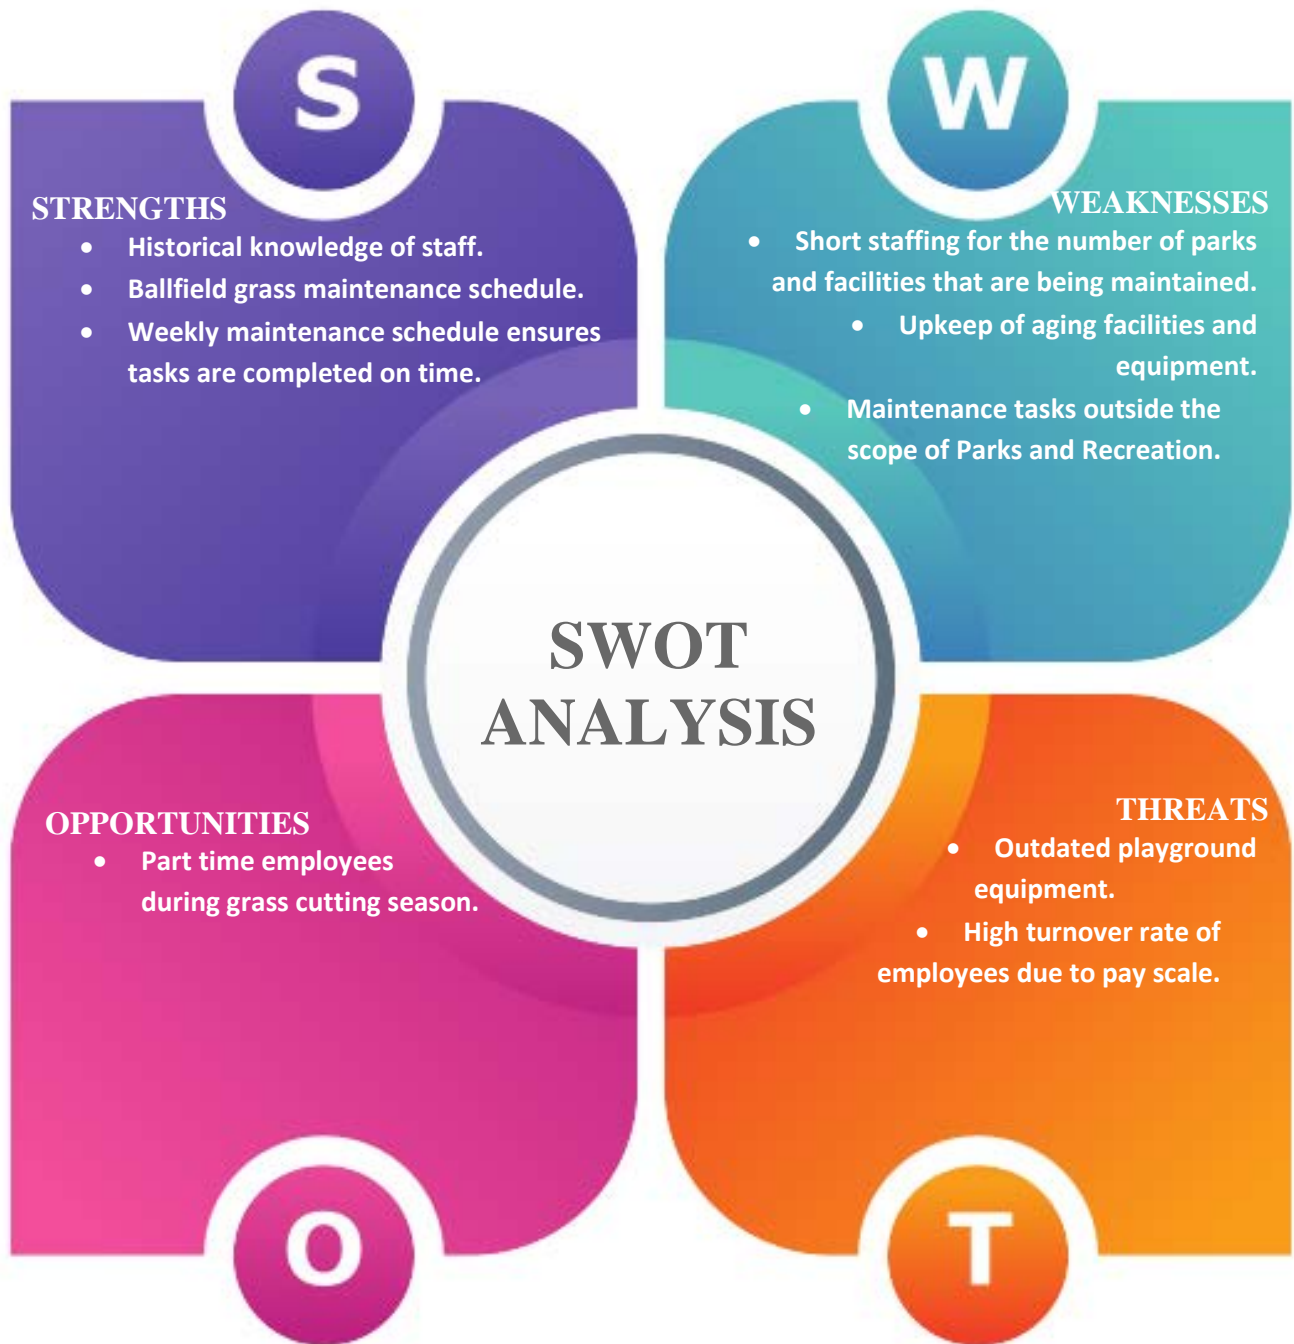 S
STRENGTHS
• Historical knowledge of staff.
• Ballfield grass maintenance schedule.
• Weekly maintenance schedule ensures
tasks are completed on time.
W
WEAKNESSES
• Short staffing for the number of parks
and facilities that are being maintained.
• Upkeep of aging facilities and
equipment.
• Maintenance tasks outside the
scope of Parks and Recreation.
SWOT
ANALYSIS
OPPORTUNITIES
• Part time employees
during grass cutting season.
O
THREATS
• Outdated playground
equipment.
• High turnover rate of
employees due to pay scale.
T